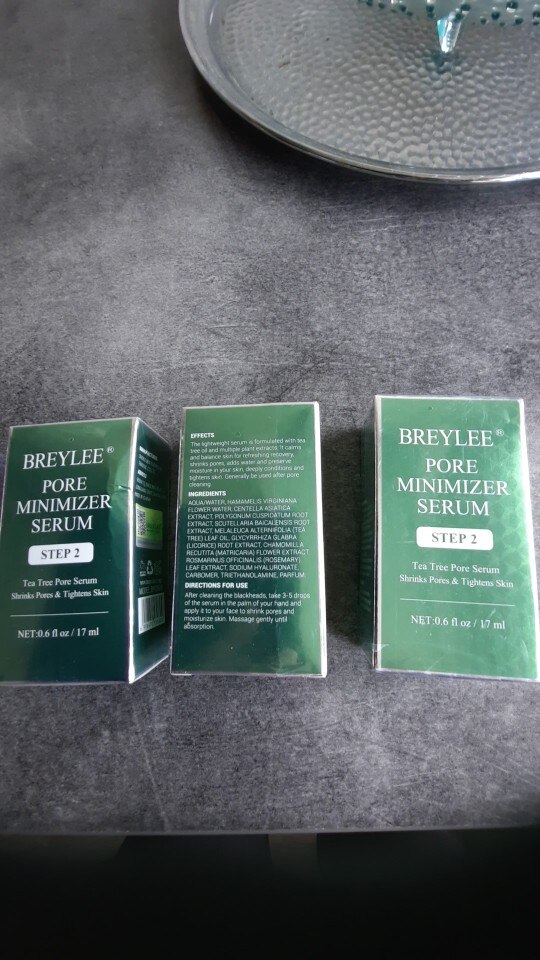 BREYLEE®
PORE
MINIMIZER
SERUM
STEP 2
Tea Tree Pore Serum
Shrinks Pores & Tightens Skin
NET:0.6 fl oz / 17 ml
EFFECTS
The lightweight serum is formulated with tea
tree oil and multiple plant extracts. It calms
and balance skin for refreshing recovery,
shrinks pores, adds water and preserve
moisture in your skin, deeply conditions and
tightens skin. Generally be used after pore
cleaning.
INGREDIENTS
AQUA/WATER, HAMAMELIS VIRGINIANA
FLOWER WATER, CENTELLA ASIATICA
EXTRACT, POLYGONUM CUSPIDATUM ROOT
EXTRACT, SCUTELLARIA BAICALENSIS ROOT
EXTRACT, MELALEUCA ALTERNIFOLIA (TEA
TREE) LEAF OIL, GLYCYRRHIZA GLABRA
(LICORICE) ROOT EXTRACT, CHAMOMILLA
RECUTITA (MATRICARIA) FLOWER EXTRACT,
ROSMARINUS OFFICINALIS (ROSEMARY)
LEAF EXTRACT, SODIUM HYALURONATE,
CARBOMER, TRIETHANOLAMINE, PARFUM
DIRECTIONS FOR USE
After cleaning the blackheads, take 3-5 drops
of the serum in the palm of your hand and
apply it to your face to shrink pores and
moisturize skin. Massage gently until
absorption.
BREYLEE®
PORE
MINIMIZER
SERUM
STEP 2
Tea Tree Pore Serum
Shrinks Pores & Tightens Skin
NET:0.6 fl oz / 17 ml